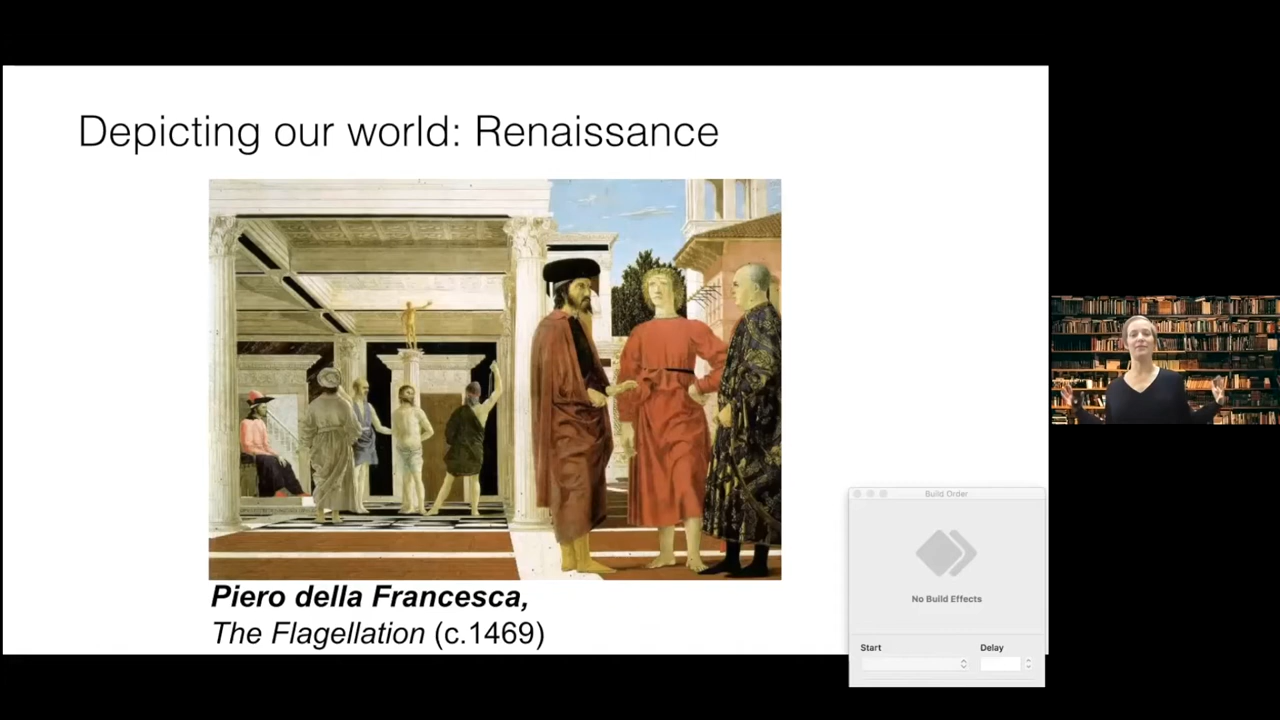 Depicting our world: Renaissance
Piero della Francesca,
The Flagellation (c.1469)
Build Order
No Build Effects
Start
Delay